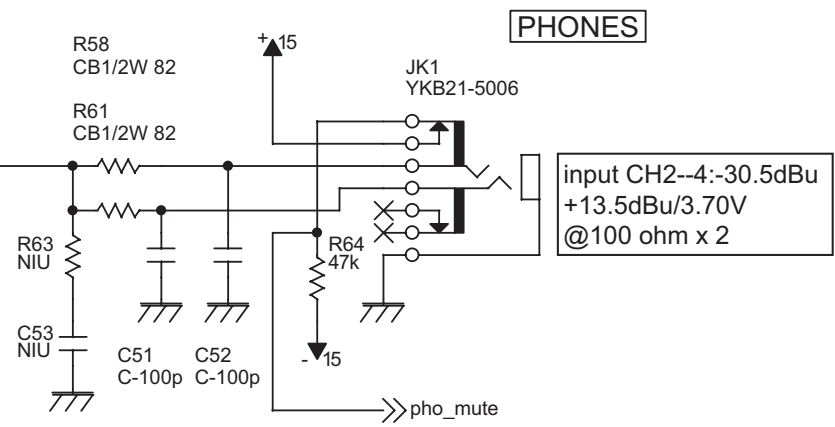 PHONES
R58
CB1/2W 82
+ 15
JK1
YKB21-5006
R61
CB1/2W 82
input CH2--4:-30.5dBu
+13.5dBu/3.70V
@100 ohm x 2
R63
NIU
R64
47k
C53
NIU
C51
C-100p
C52
C-100p
- 15
pho_mute